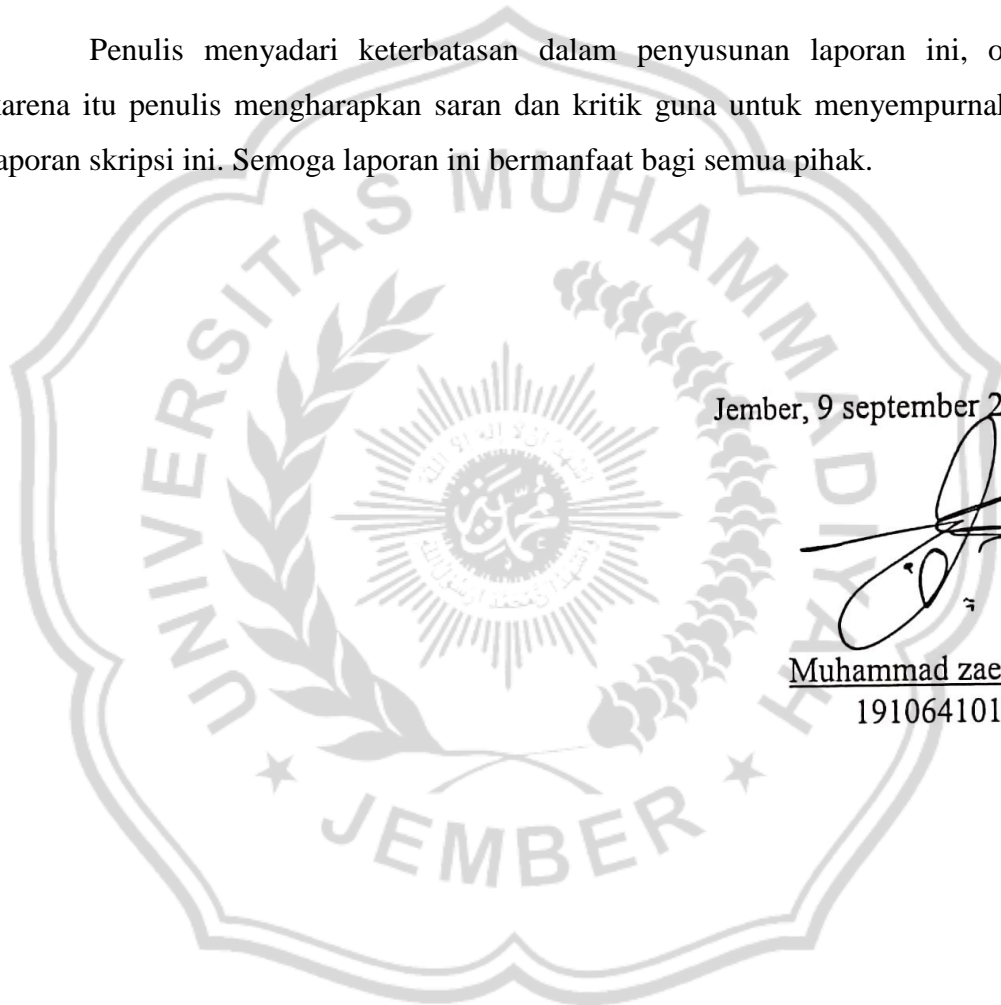 Penulis menyadari keterbatasan dalam penyusunan laporan ini, o
karena itu penulis mengharapkan saran dan kritik guna untuk menyempurnak
laporan skripsi ini. Semoga laporan ini bermanfaat bagi semua pihak.
UNIVERSITAS MUHAMMADIYAH
Jember, 9 september 2
Muhammad zae
191064101
JEMBER